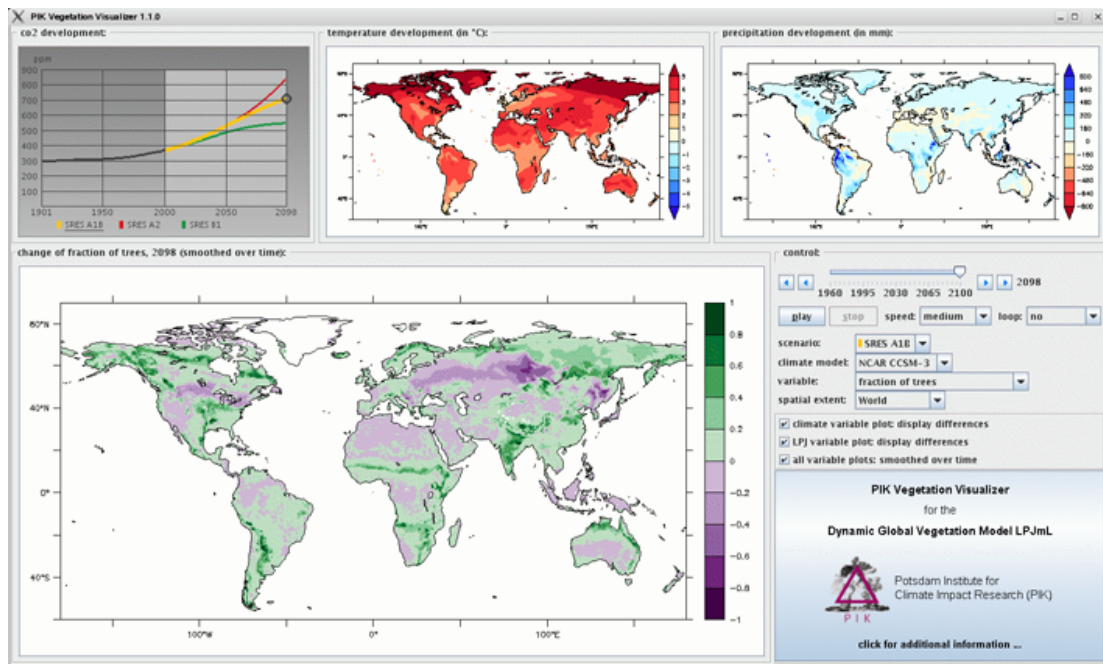 PIK Vegetation Visualizer 1.1.0
co2 development:
ppm
900
800
700
600
500
400
300
200
100
1901 1950 2000 2050 2098
SRES A1B SRES A2 SRES B1
temperature development (in °C):
precipitation development (in mm):
change of fraction of trees, 2098 (smoothed over time):
40°N
0°
40°S
100°W 0° 100°E
1
0.8
0.6
0.4
0.2
0
−0.2
−0.4
−0.6
−0.8
−1
control:
2098
1960 1995 2030 2065 2100
play stop speed: medium loop: no
scenario: SRES A1B
climate model: NCAR CCSM-3
variable: fraction of trees
spatial extent: World
climate variable plot: display differences
LPJ variable plot: display differences
all variable plots: smoothed over time
PIK Vegetation Visualizer
for the
Dynamic Global Vegetation Model LPJmL
Potsdam Institute for
Climate Impact Research (PIK)
PIK
click for additional information ...